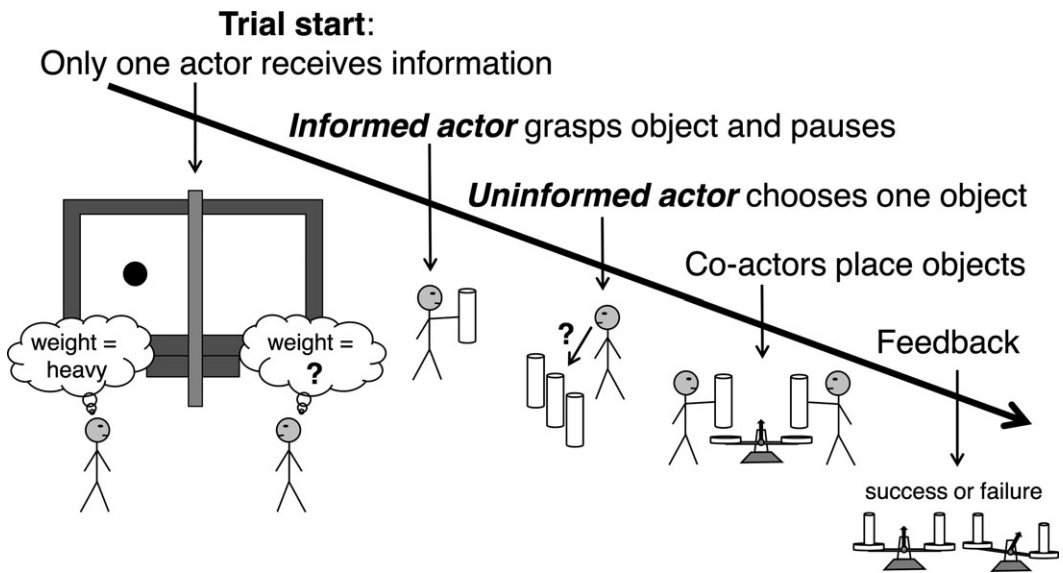 Trial start:
Only one actor receives information
Informed actor grasps object and pauses
Uninformed actor chooses one object
Co-actors place objects
Feedback
weight =
heavy
weight =
?
?
success or failure